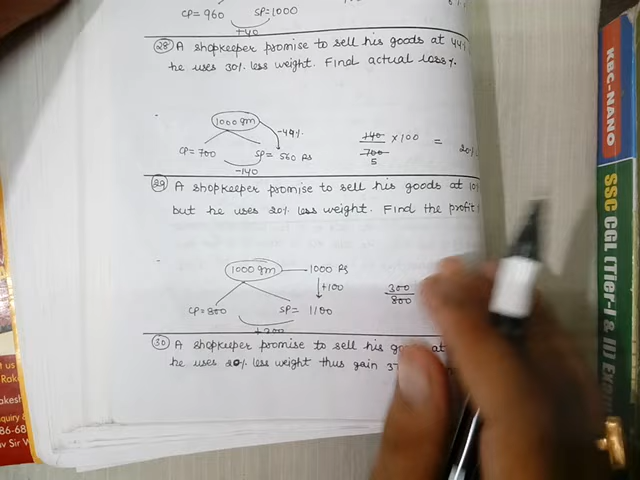 CP= 960 SP=1000
+40
28 A shopkeeper promise to sell his goods at 44%
he uses 30% less weight. Find actual loss%.
1000 gm
-44%
CP= 700 SP= 560 Rs
-140
140/700 × 100 = 20%
5
29 A shopkeeper promise to sell his goods at 10%
but he uses 20% less weight. Find the profit %
1000 gm 1000 Rs
+100
CP=800 SP= 1100
+300
300/800
30 A shopkeeper promise to sell his goods at
he uses 20% less weight thus gain 37
KBC-NANO
SSC CGL (Tier-I & II) Exam